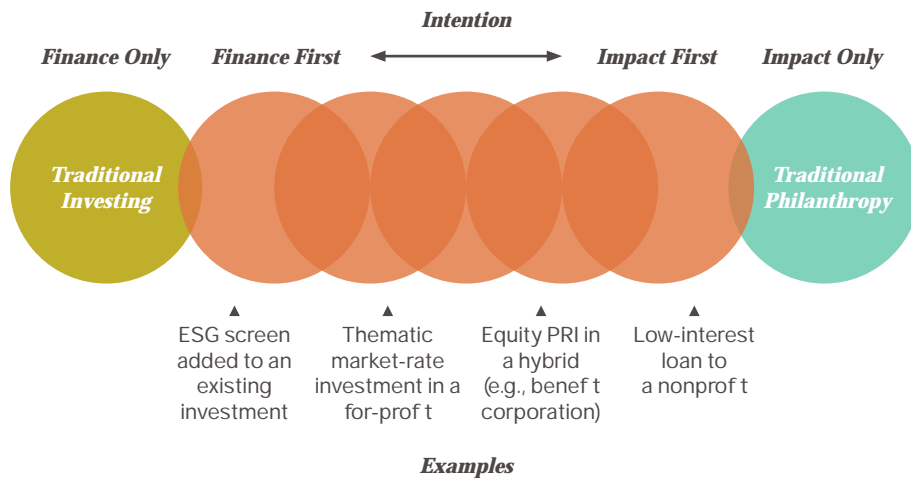 Intention
Finance Only Finance First Impact First Impact Only
Traditional
Investing
Traditional
Philanthropy
ESG screen
added to an
existing
investment
Thematic
market-rate
investment in a
for-prof t
Equity PRI in
a hybrid
(e.g., benef t
corporation)
Low-interest
loan to
a nonprof t
Examples